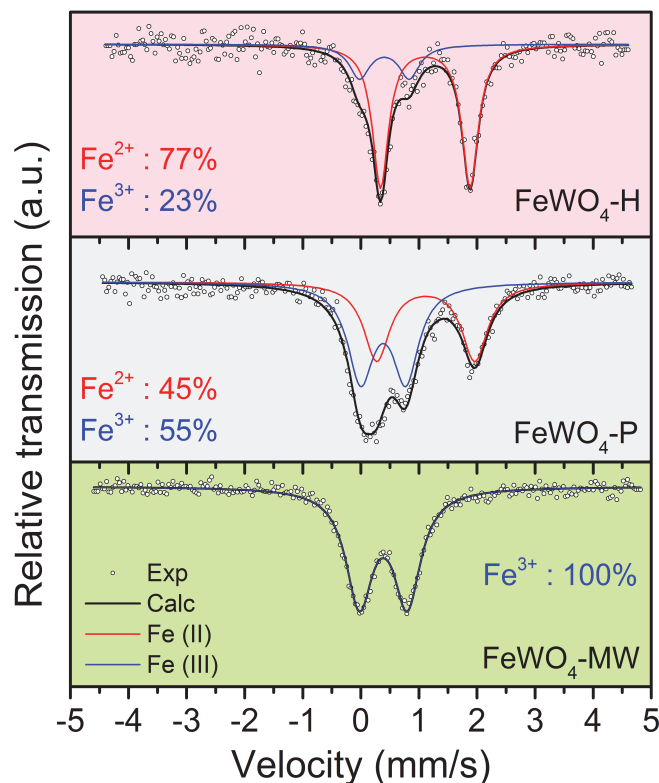 Relative transmission (a.u.)
Fe²⁺ : 77%
Fe³⁺ : 23%
FeWO₄-H
Fe²⁺ : 45%
Fe³⁺ : 55%
FeWO₄-P
Exp
Calc
Fe (II)
Fe (III)
Fe³⁺ : 100%
FeWO₄-MW
-5 -4 -3 -2 -1 0 1 2 3 4 5
Velocity (mm/s)